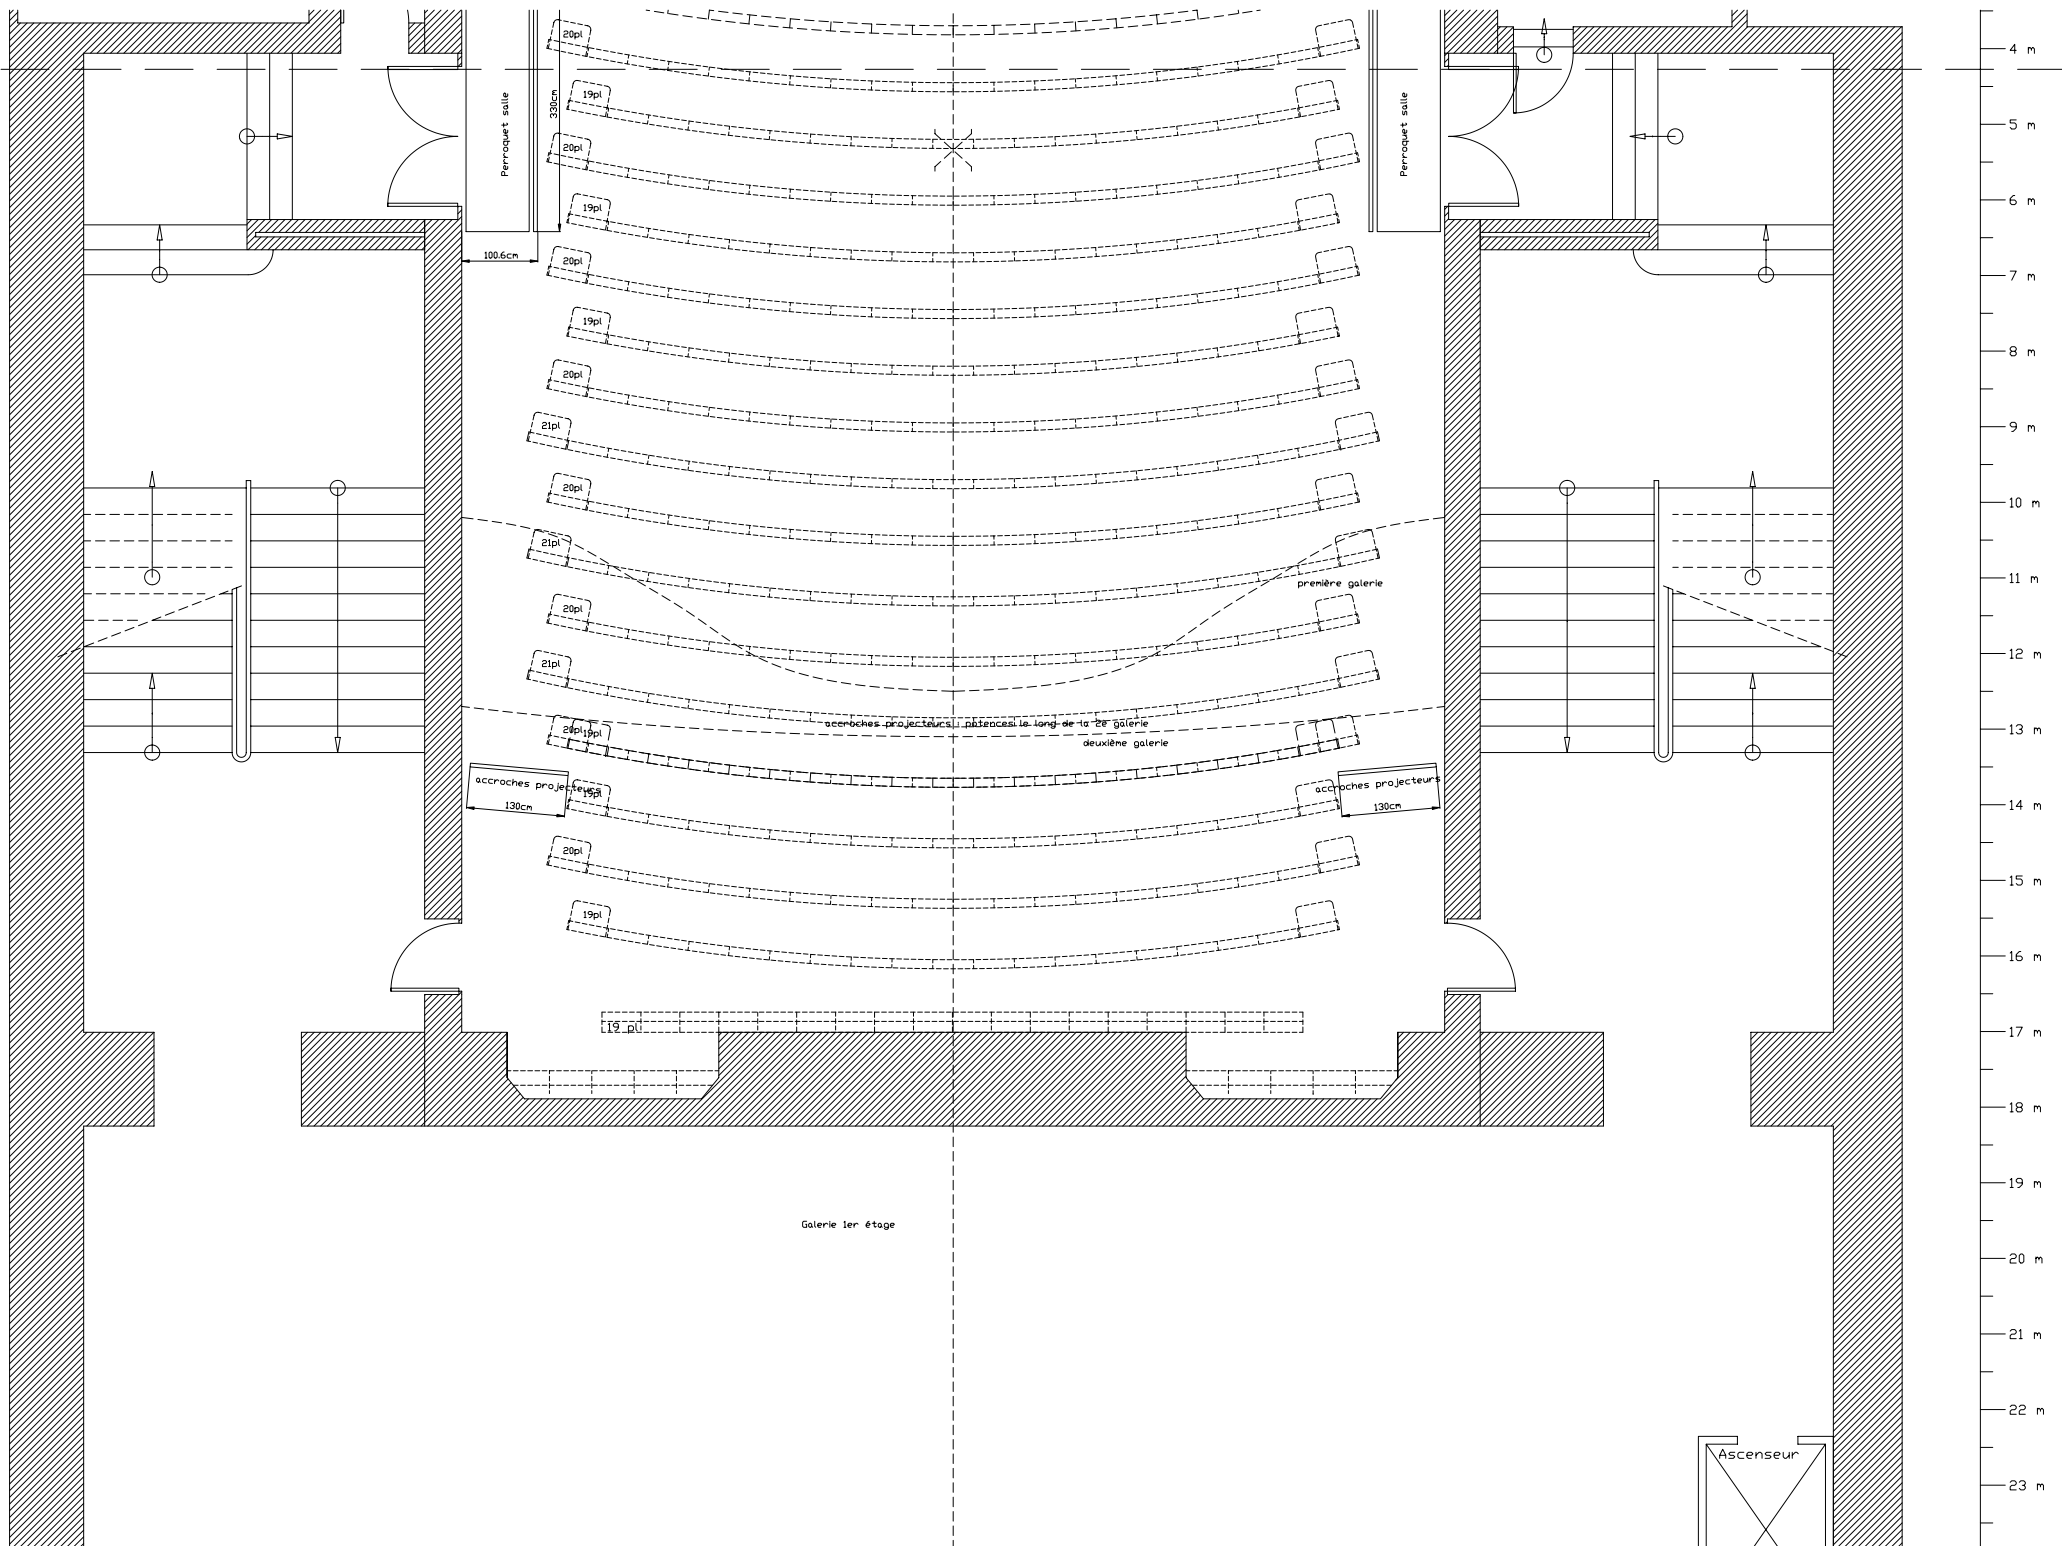 20pl
4 m
19pl
330cm
Perroquet salle
Perroquet salle
5 m
20pl
6 m
19pl
100.6cm
20pl
7 m
19pl
8 m
20pl
21pl
9 m
20pl
10 m
21pl
première galerie
11 m
20pl
12 m
21pl
accroches projecteurs : potences le long de la 2è galerie
20pl
19pl
13 m
deuxième galerie
accroches projecteurs
accroches projecteurs
19pl
130cm
130cm
14 m
20pl
15 m
19pl
16 m
19 pl
17 m
18 m
19 m
Galerie 1er étage
20 m
21 m
22 m
Ascenseur
23 m